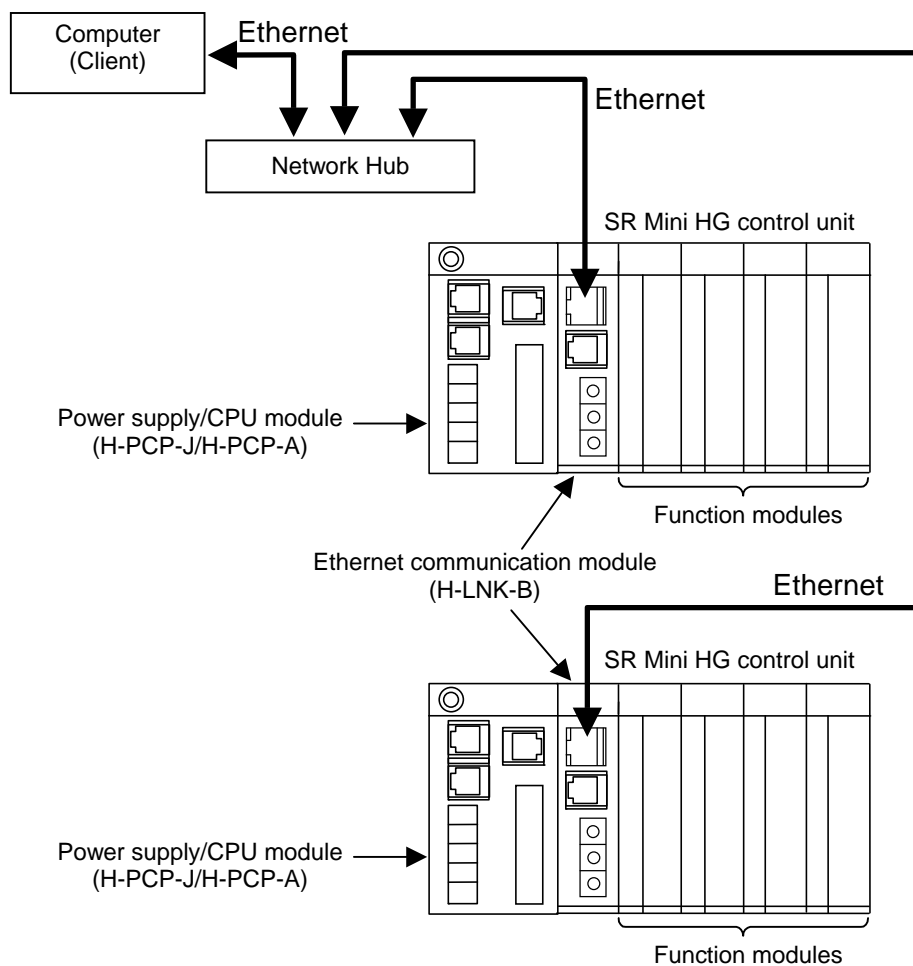 Computer
(Client)
Ethernet
Ethernet
Network Hub
SR Mini HG control unit
Power supply/CPU module
(H-PCP-J/H-PCP-A)
Function modules
Ethernet communication module
(H-LNK-B)
Ethernet
SR Mini HG control unit
Power supply/CPU module
(H-PCP-J/H-PCP-A)
Function modules